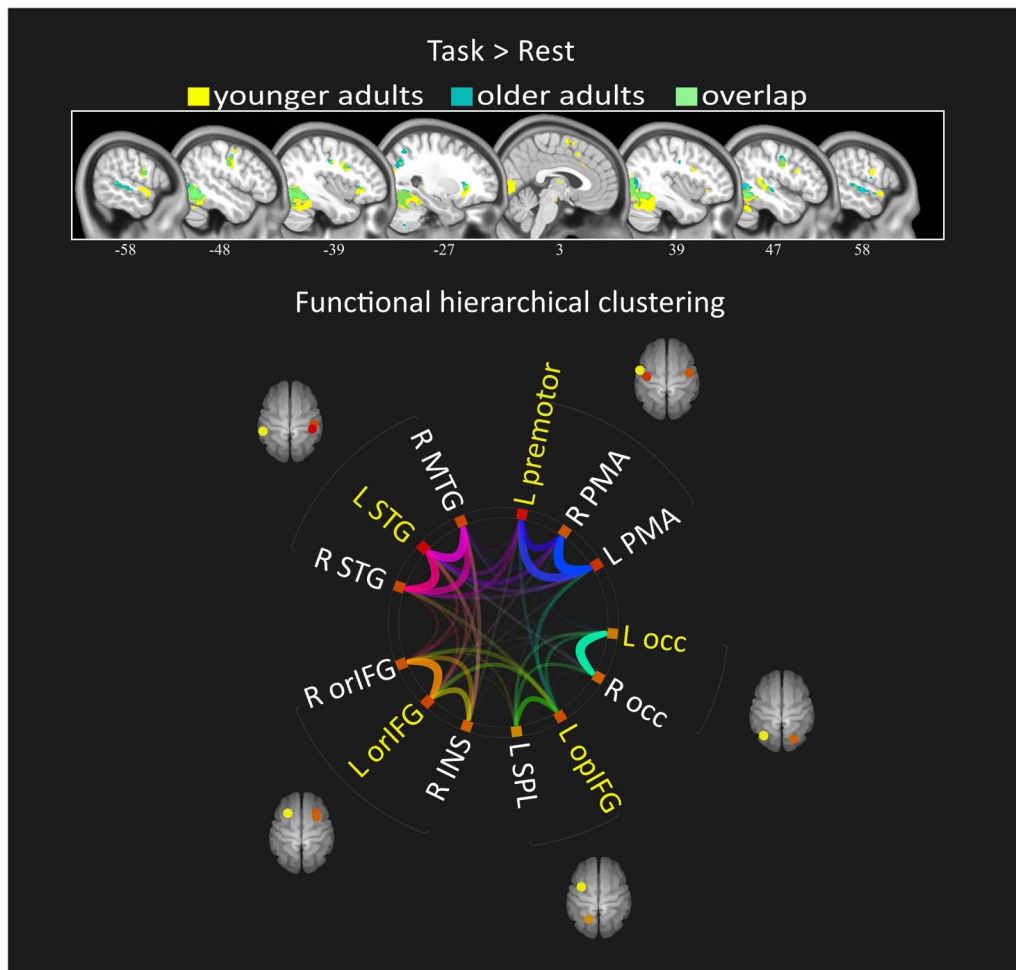 Task > Rest
younger adults older adults overlap
-58 -48 -39 -27 3 39 47 58
Functional hierarchical clustering
L premotor
R PMA
L PMA
L occ
R occ
L opIFG
L SPL
R INS
L orIFG
R orIFG
R STG
L STG
R MTG